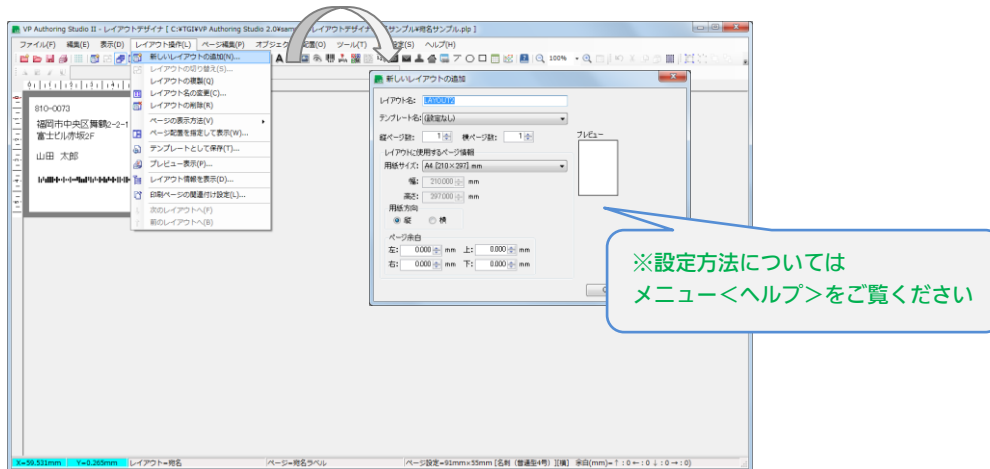 VP Authoring Studio II - レイアウトデザイナ [ C:¥TGI¥VP Authoring Studio 2.0¥sam レイアウトデザイナ サンプル¥宛名サンプル.plp ]
ファイル(F) 編集(E) 表示(D) レイアウト操作(L) ページ編集(P) オブジェク 配置(O) ツール(T) 設定(S) ヘルプ(H)
100%
新しいレイアウトの追加(N)...
レイアウトの切り替え(S)...
レイアウトの複製(Q)
レイアウト名の変更(C)...
レイアウトの削除(R)
ページの表示方法(V)
ページ配置を指定して表示(W)...
テンプレートとして保存(T)...
プレビュー表示(P)...
レイアウト情報を表示(D)...
印刷ページの関連付け設定(L)...
次のレイアウトへ(F)
前のレイアウトへ(B)
810-0073
福岡市中央区舞鶴2-2-1
富士ビル赤坂2F
山田 太郎
新しいレイアウトの追加
レイアウト名: LAYOUT2
テンプレート名: (設定なし)
縦ページ数: 1 横ページ数: 1
プレビュー
レイアウトに使用するページ情報
用紙サイズ: A4 [210×297] mm
幅: 210.000 mm
高さ: 297.000 mm
用紙方向
縦 横
ページ余白
左: 0.000 mm 上: 0.000 mm
右: 0.000 mm 下: 0.000 mm
※設定方法については
メニュー<ヘルプ>をご覧ください
X=59.531mm Y=0.265mm レイアウト=宛名 ページ=宛名ラベル ページ設定=91mm×55mm [名刺 (普通型4号) ][横] 余白(mm)=↑:0 ←:0 ↓:0 →:0)